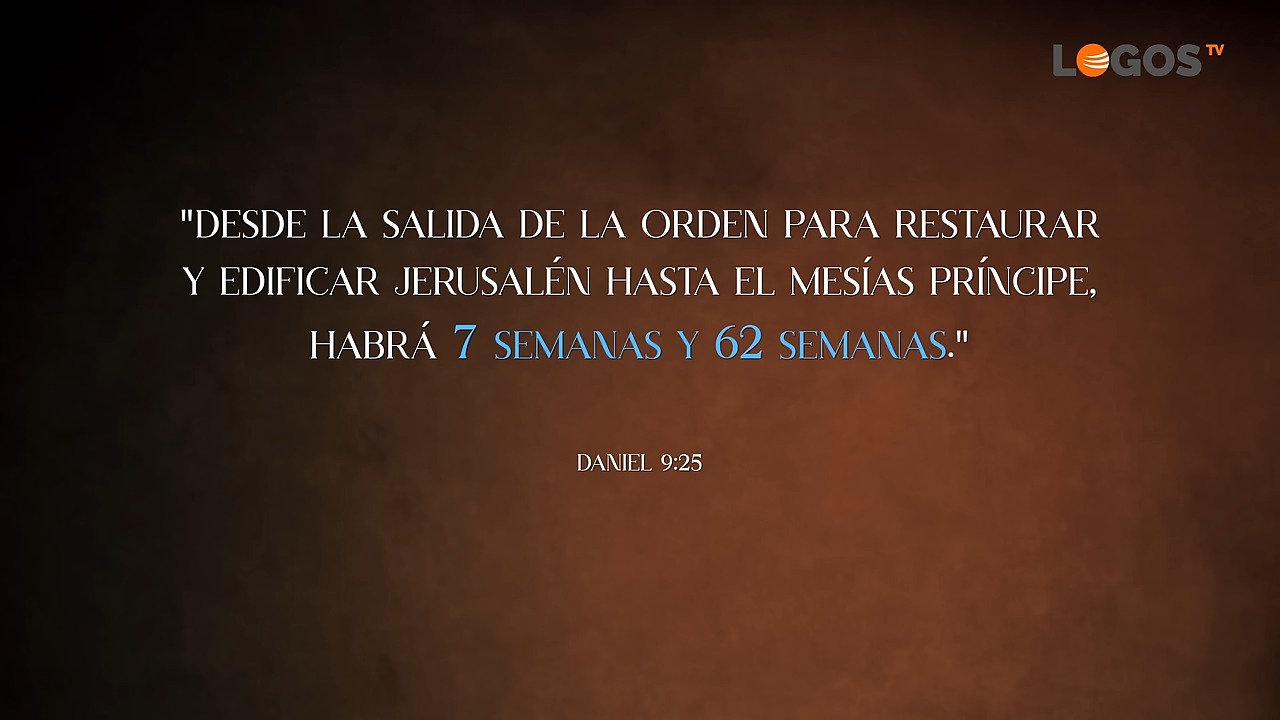 LOGOS TV
"DESDE LA SALIDA DE LA ORDEN PARA RESTAURAR
Y EDIFICAR JERUSALÉN HASTA EL MESÍAS PRÍNCIPE,
HABRÁ 7 SEMANAS Y 62 SEMANAS."
DANIEL 9:25